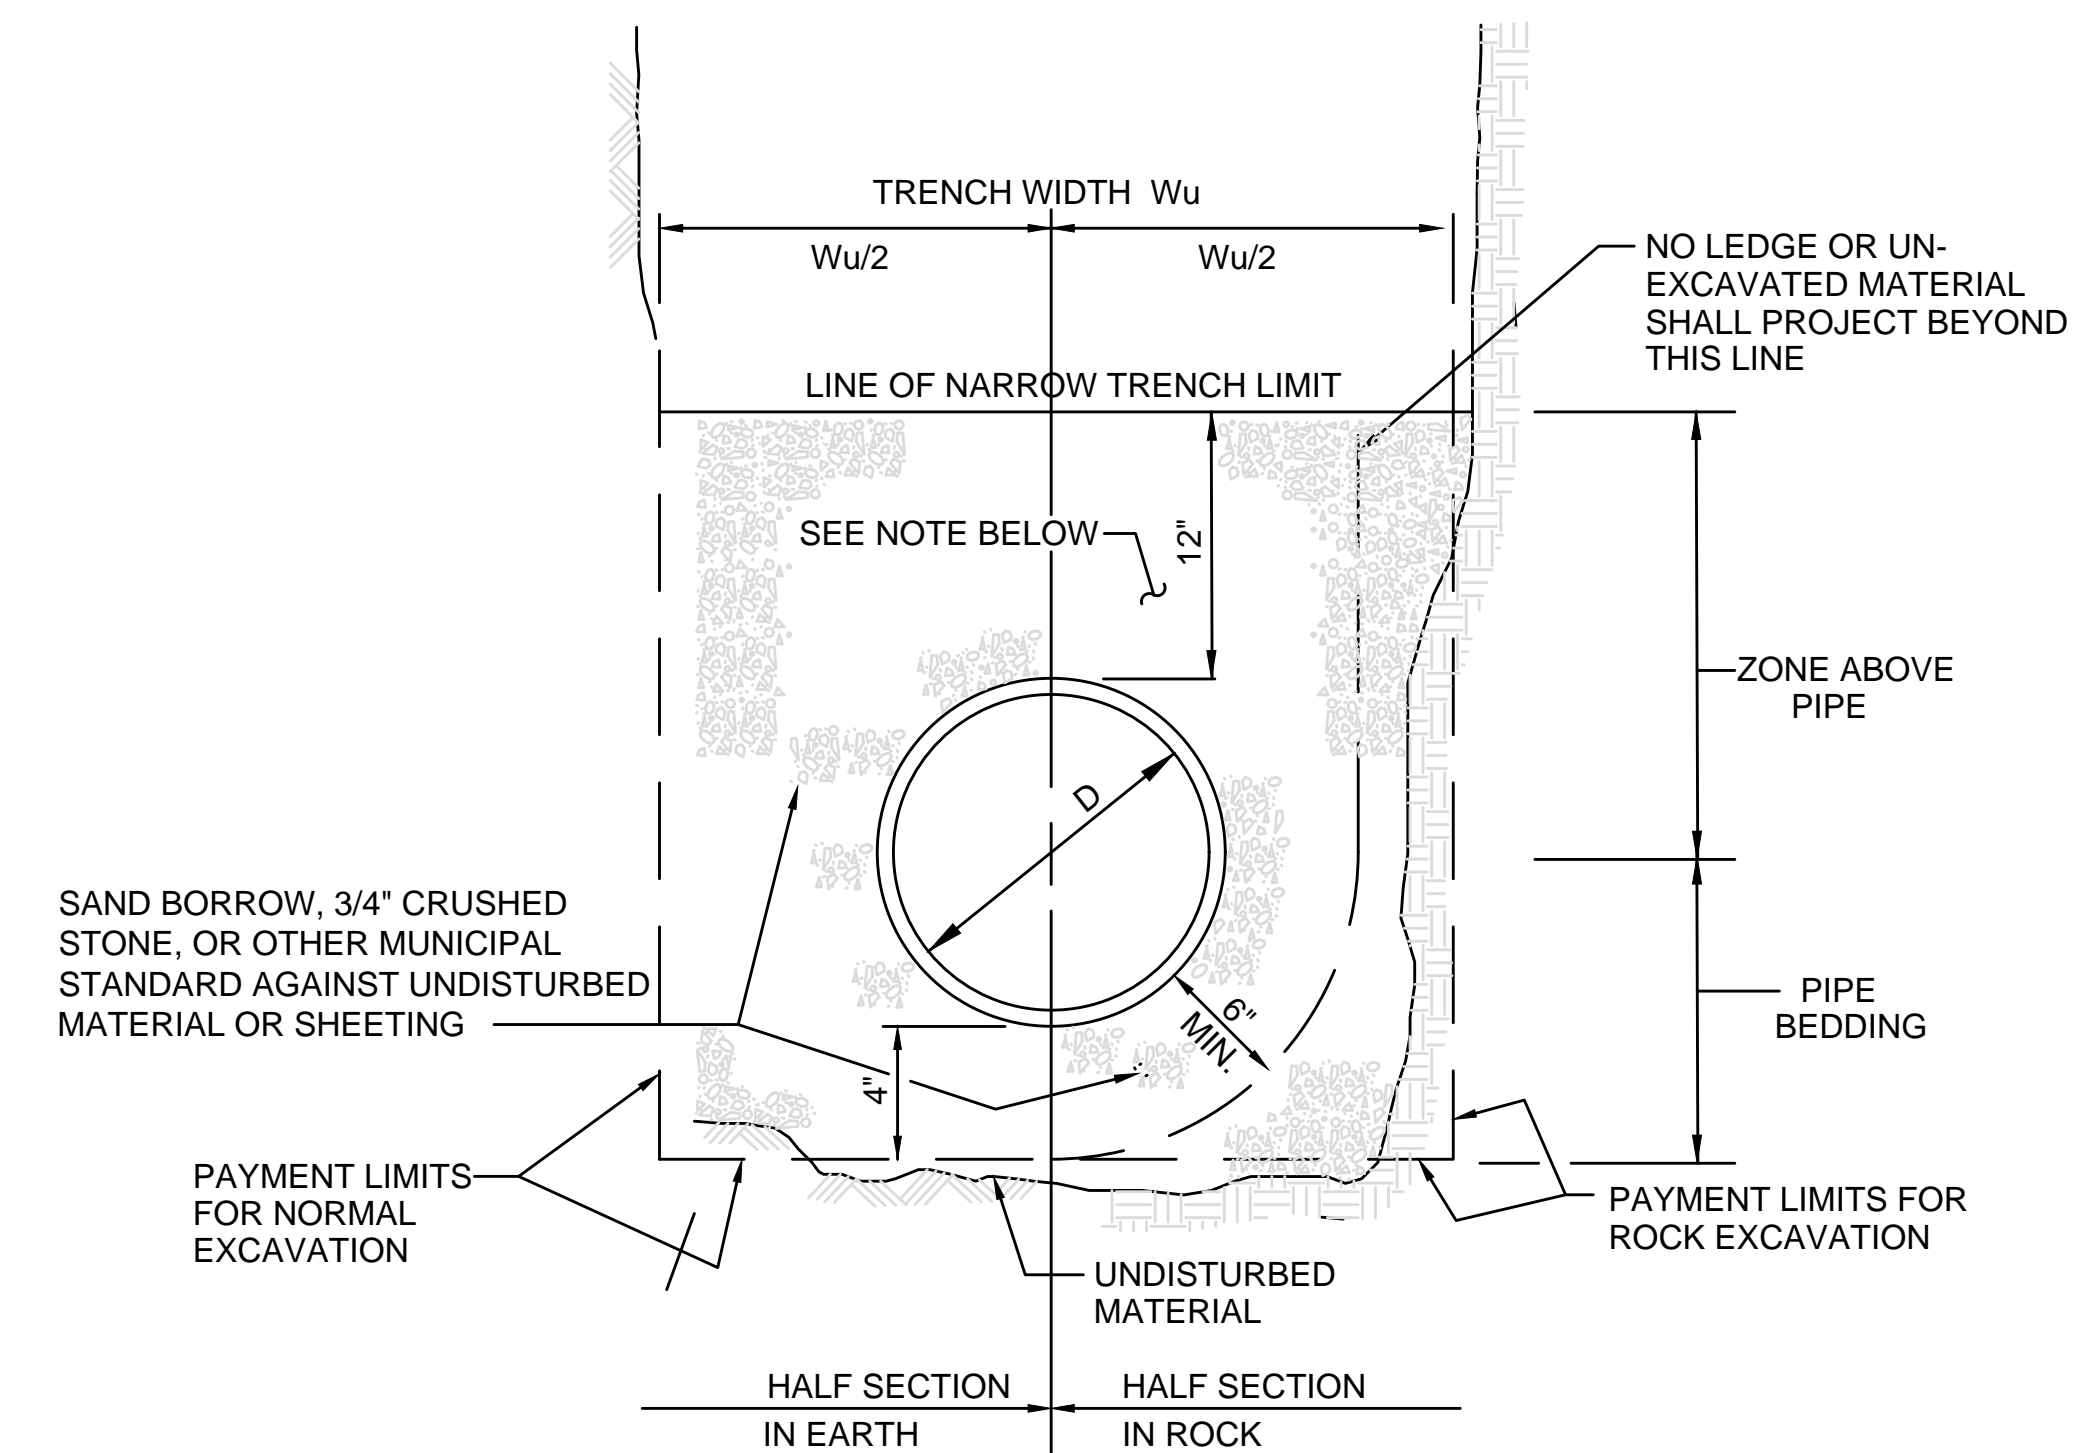 TRENCH WIDTH Wu
Wu/2
Wu/2
NO LEDGE OR UN-
EXCAVATED MATERIAL
SHALL PROJECT BEYOND
THIS LINE
LINE OF NARROW TRENCH LIMIT
SEE NOTE BELOW
12"
ZONE ABOVE
PIPE
D
SAND BORROW, 3/4" CRUSHED
STONE, OR OTHER MUNICIPAL
STANDARD AGAINST UNDISTURBED
MATERIAL OR SHEETING
6"
MIN.
4"
PIPE
BEDDING
PAYMENT LIMITS
FOR NORMAL
EXCAVATION
PAYMENT LIMITS FOR
ROCK EXCAVATION
UNDISTURBED
MATERIAL
HALF SECTION
IN EARTH
HALF SECTION
IN ROCK